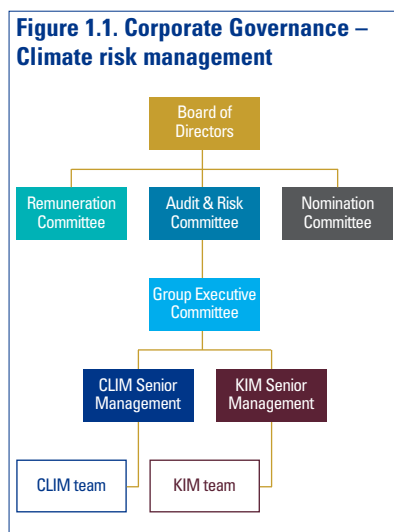 Figure 1.1. Corporate Governance –
Climate risk management
Board of
Directors
Remuneration
Committee
Audit & Risk
Committee
Nomination
Committee
Group Executive
Committee
CLIM Senior
Management
KIM Senior
Management
CLIM team
KIM team